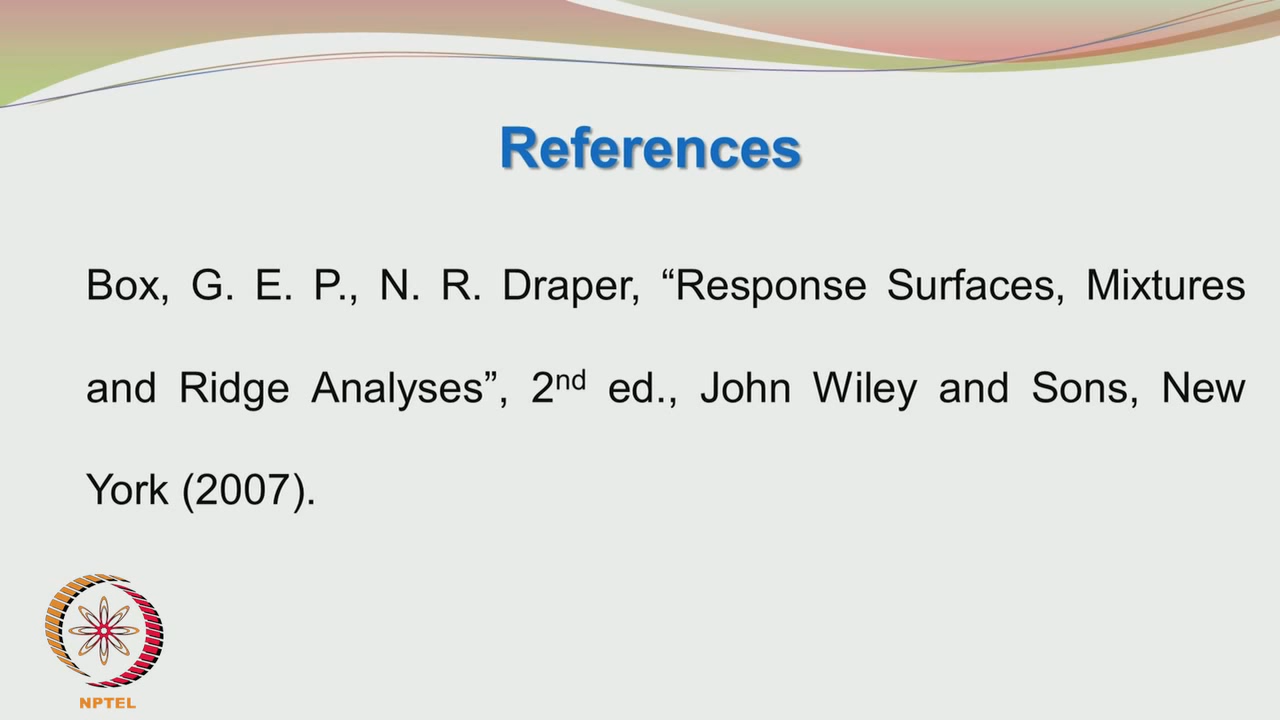 References
Box, G. E. P., N. R. Draper, “Response Surfaces, Mixtures
and Ridge Analyses”, 2nd ed., John Wiley and Sons, New
York (2007).
NPTEL